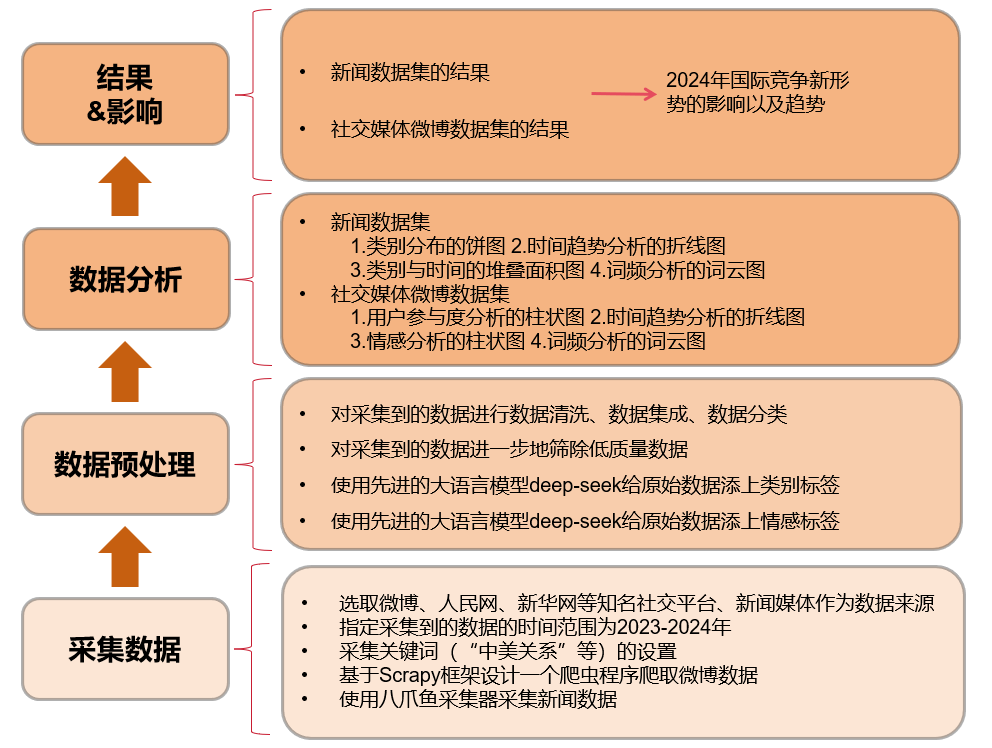 结果
&影响
• 新闻数据集的结果
• 社交媒体微博数据集的结果
2024年国际竞争新形
势的影响以及趋势
数据分析
• 新闻数据集
1.类别分布的饼图 2.时间趋势分析的折线图
3.类别与时间的堆叠面积图 4.词频分析的词云图
• 社交媒体微博数据集
1.用户参与度分析的柱状图 2.时间趋势分析的折线图
3.情感分析的柱状图 4.词频分析的词云图
数据预处理
• 对采集到的数据进行数据清洗、数据集成、数据分类
• 对采集到的数据进一步地筛除低质量数据
• 使用先进的大语言模型deep-seek给原始数据添上类别标签
• 使用先进的大语言模型deep-seek给原始数据添上情感标签
采集数据
• 选取微博、人民网、新华网等知名社交平台、新闻媒体作为数据来源
• 指定采集到的数据的时间范围为2023-2024年
• 采集关键词（“中美关系”等）的设置
• 基于Scrapy框架设计一个爬虫程序爬取微博数据
• 使用八爪鱼采集器采集新闻数据